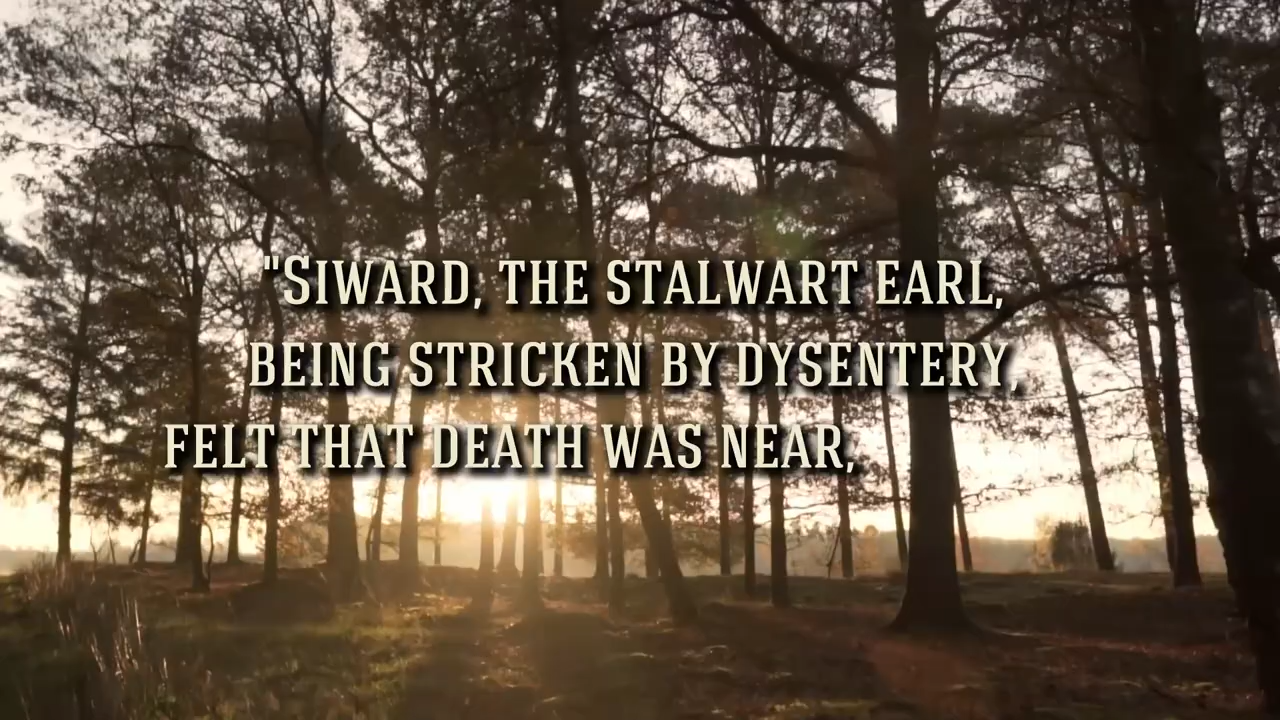 "Siward, the stalwart earl,
being stricken by dysentery,
felt that death was near,